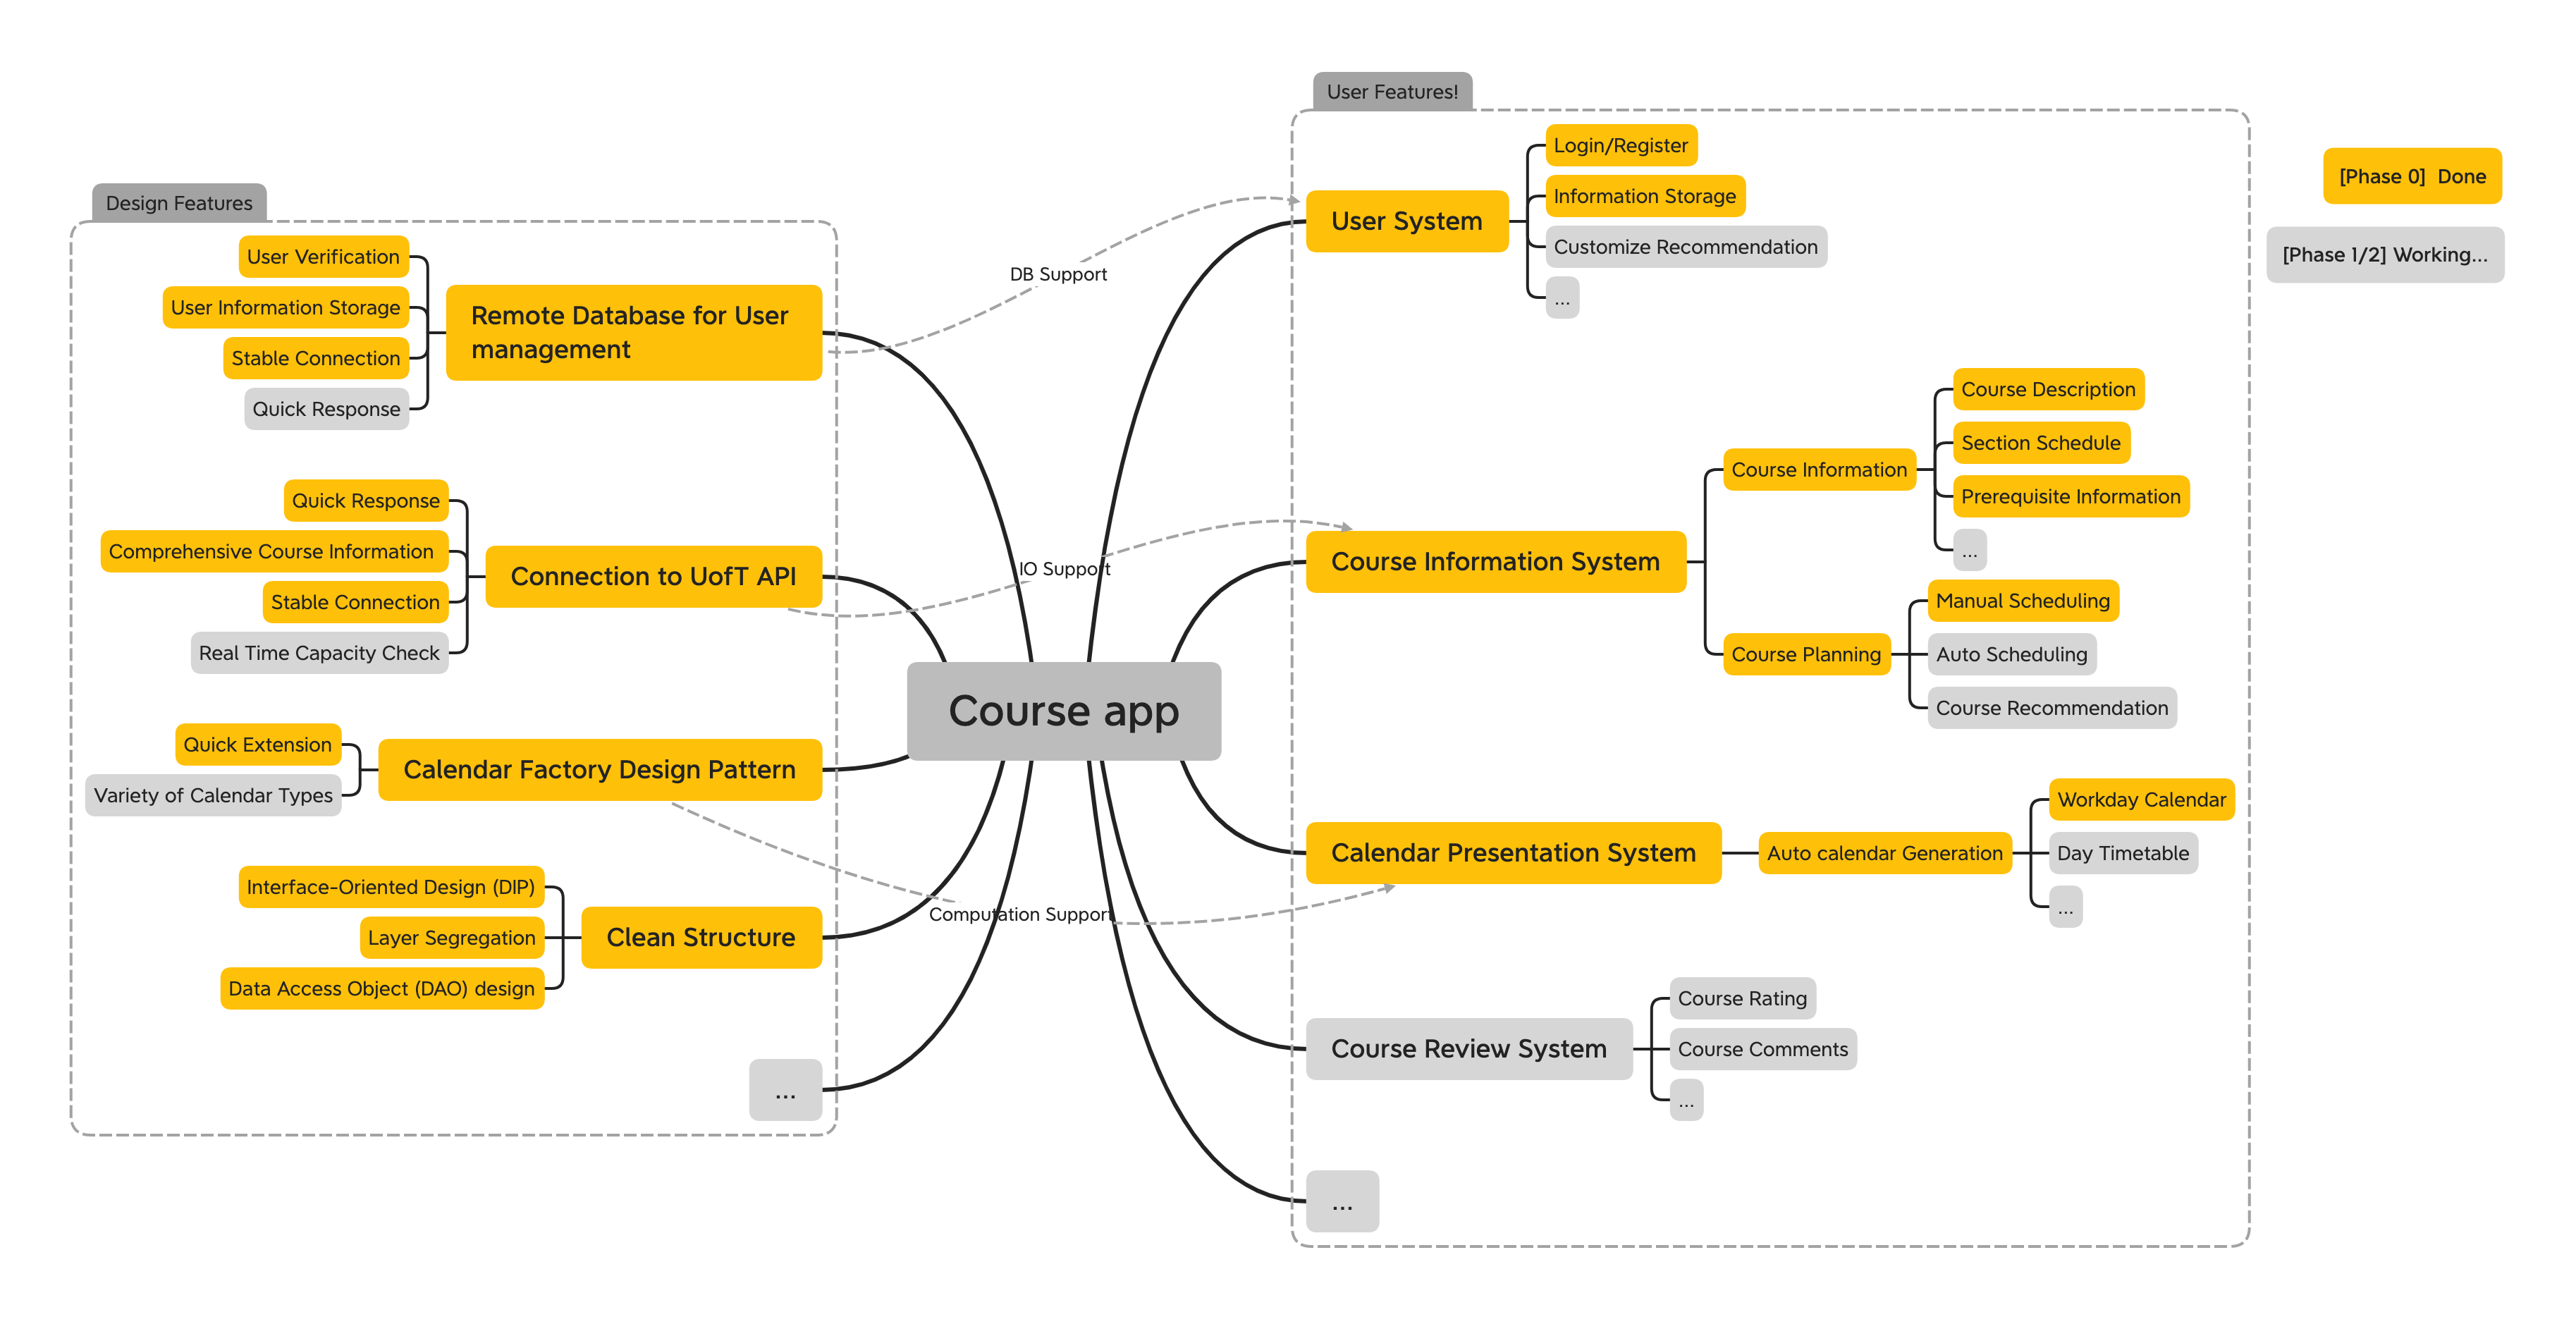 Design Features
User Verification
User Information Storage
Stable Connection
Quick Response
Remote Database for User
management
Quick Response
Comprehensive Course Information
Stable Connection
Real Time Capacity Check
Connection to UofT API
Quick Extension
Variety of Calendar Types
Calendar Factory Design Pattern
Interface-Oriented Design (DIP)
Layer Segregation
Data Access Object (DAO) design
Clean Structure
...
DB Support
IO Support
Course app
Computation Support
User Features!
User System
Login/Register
Information Storage
Customize Recommendation
...
Course Information System
Course Information
Course Description
Section Schedule
Prerequisite Information
...
Course Planning
Manual Scheduling
Auto Scheduling
Course Recommendation
Calendar Presentation System
Auto calendar Generation
Workday Calendar
Day Timetable
...
Course Review System
Course Rating
Course Comments
...
...
[Phase 0]  Done
[Phase 1/2] Working...